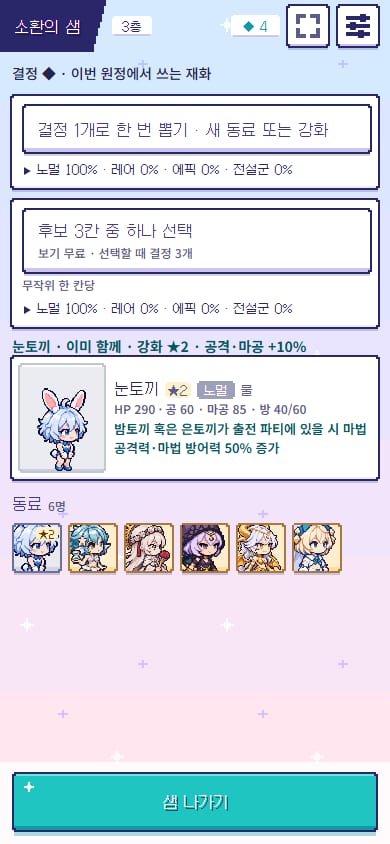 소환의 샘
3층
◆ 4
결정 ◆ · 이번 원정에서 쓰는 재화
결정 1개로 한 번 뽑기 · 새 동료 또는 강화
▶ 노멀 100% · 레어 0% · 에픽 0% · 전설군 0%
후보 3칸 중 하나 선택
보기 무료 · 선택할 때 결정 3개
무작위 한 칸당
▶ 노멀 100% · 레어 0% · 에픽 0% · 전설군 0%
눈토끼 · 이미 함께 · 강화 ★2 · 공격·마공 +10%
눈토끼 ★2 노멀 물
HP 290 · 공 60 · 마공 85 · 방 40/60
밤토끼 혹은 은토끼가 출전 파티에 있을 시 마법
공격력·마법 방어력 50% 증가
동료 6명
★2
샘 나가기